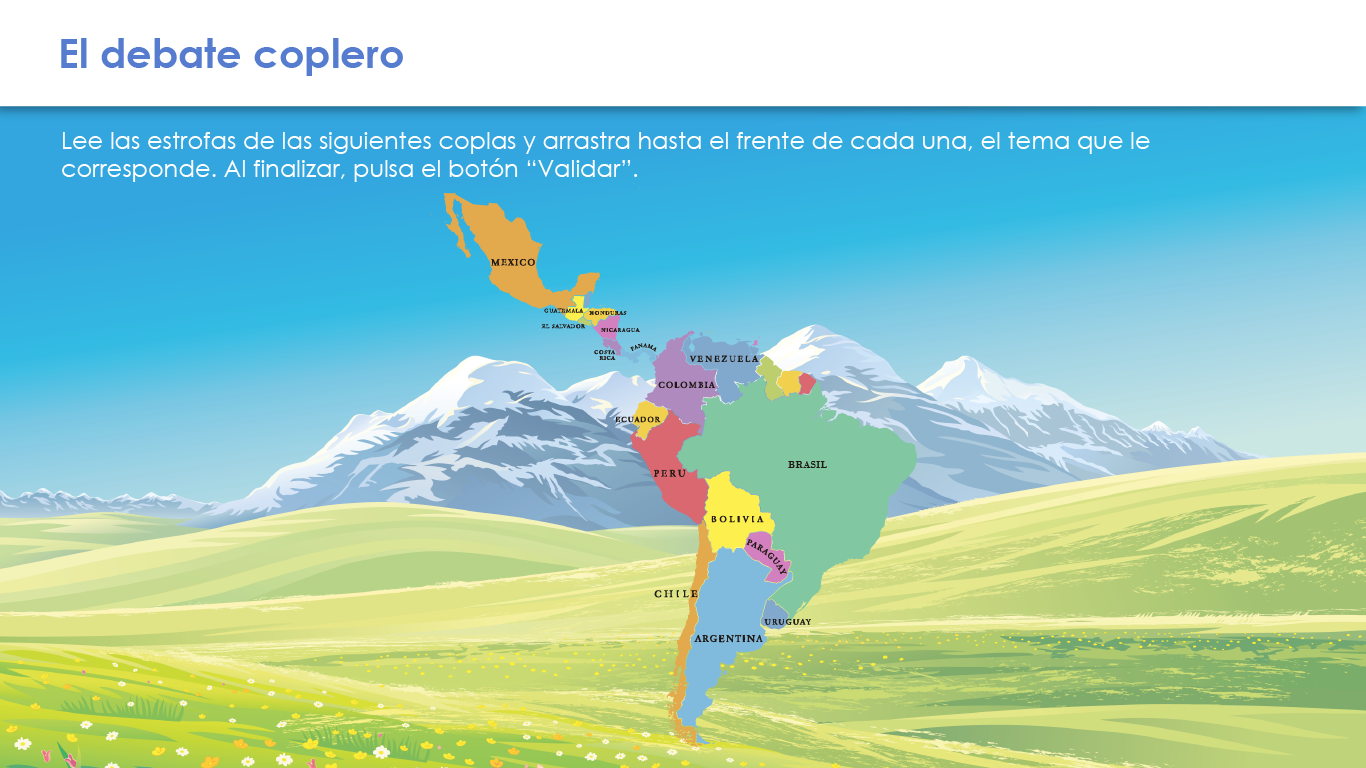 El debate coplero
Lee las estrofas de las siguientes coplas y arrastra hasta el frente de cada una, el tema que le
corresponde. Al finalizar, pulsa el botón “Validar”.
MEXICO
GUATEMALA
HONDURAS
EL SALVADOR
NICARAGUA
COSTA
RICA
PANAMA
VENEZUELA
COLOMBIA
ECUADOR
BRASIL
PERU
BOLIVIA
PARAGUAY
CHILE
URUGUAY
ARGENTINA